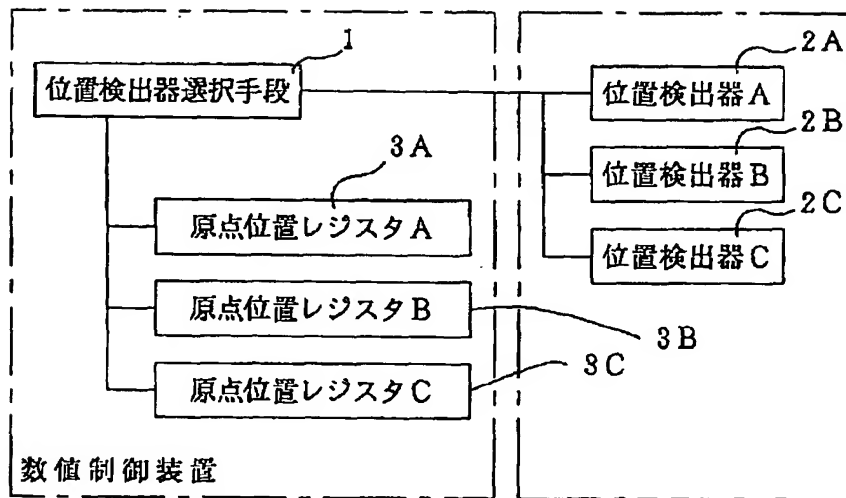 1
位置検出器選択手段
2A
位置検出器A
2B
位置検出器B
2C
位置検出器C
3A
原点位置レジスタA
原点位置レジスタB
3B
3C
原点位置レジスタC
数値制御装置